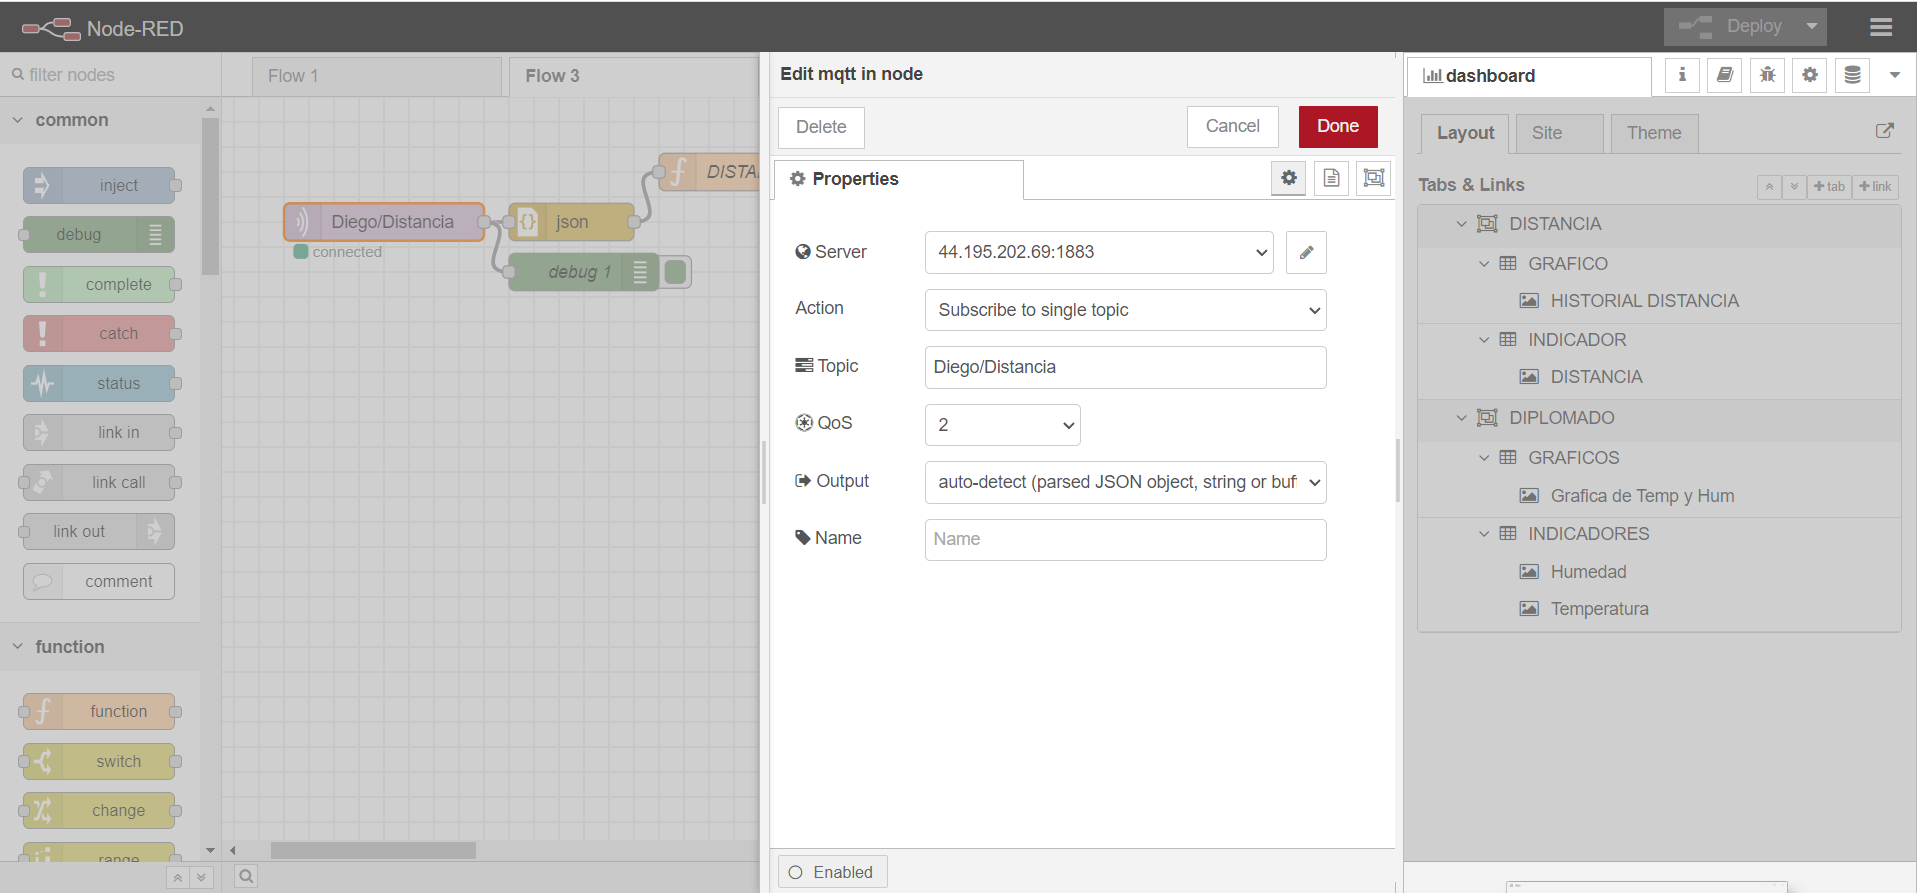 Node-RED
Deploy
filter nodes
Flow 1
Flow 3
common
inject
debug
complete
catch
status
link in
link call
link out
comment
function
function
switch
change
range
Diego/Distancia
connected
json
debug 1
DISTA
Edit mqtt in node
Delete
Cancel
Done
Properties
Server
44.195.202.69:1883
Action
Subscribe to single topic
Topic
Diego/Distancia
QoS
2
Output
auto-detect (parsed JSON object, string or buf
Name
Name
Enabled
dashboard
Layout
Site
Theme
Tabs & Links
tab
link
DISTANCIA
GRAFICO
HISTORIAL DISTANCIA
INDICADOR
DISTANCIA
DIPLOMADO
GRAFICOS
Grafica de Temp y Hum
INDICADORES
Humedad
Temperatura